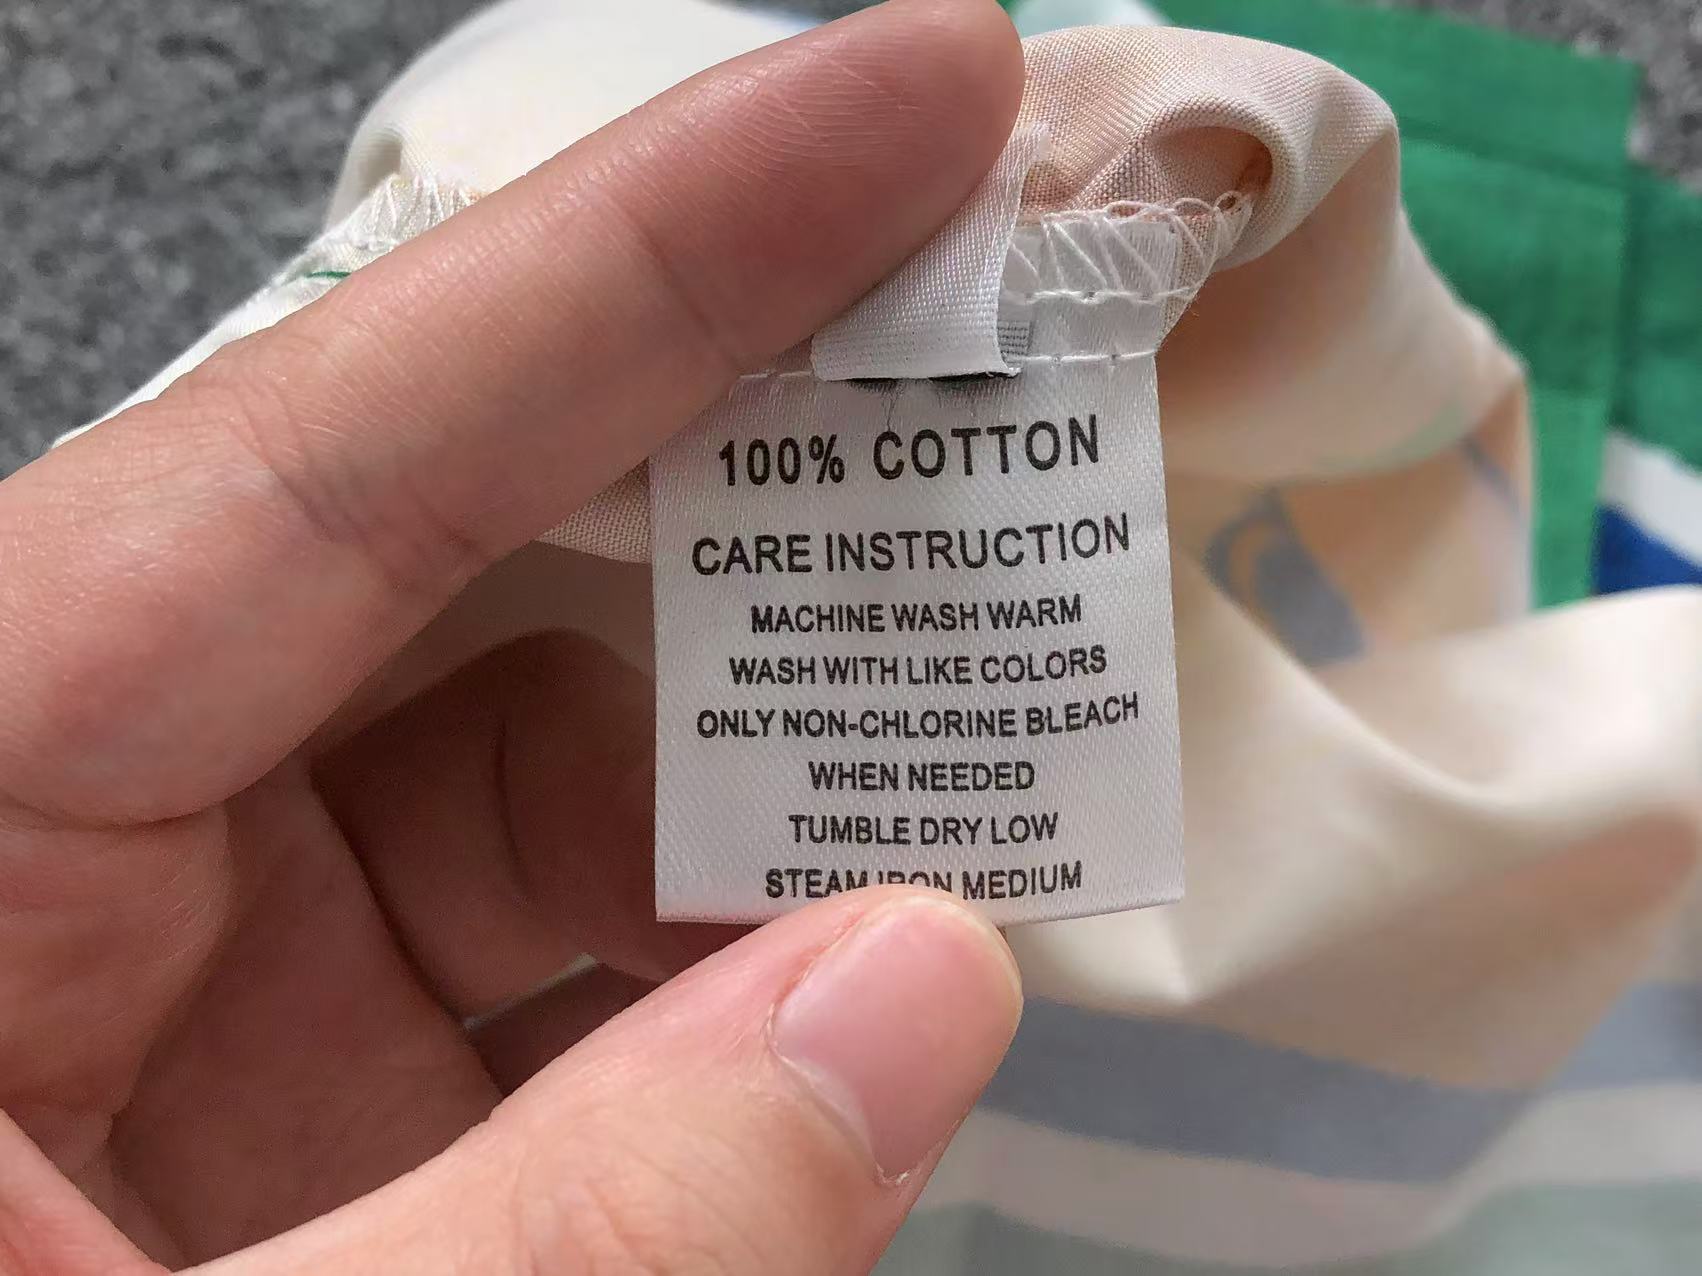 100% COTTON
CARE INSTRUCTION
MACHINE WASH WARM
WASH WITH LIKE COLORS
ONLY NON-CHLORINE BLEACH
WHEN NEEDED
TUMBLE DRY LOW
STEAM IRON MEDIUM